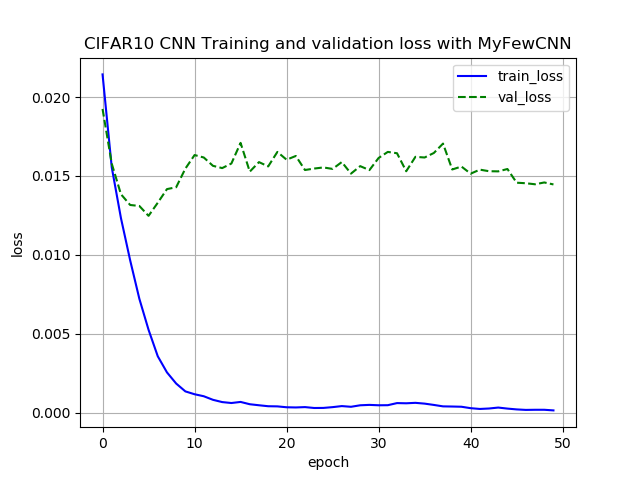 CIFAR10 CNN Training and validation loss with MyFewCNN
train_loss
val_loss
0.020
0.015
0.010
0.005
0.000
loss
0 10 20 30 40 50
epoch